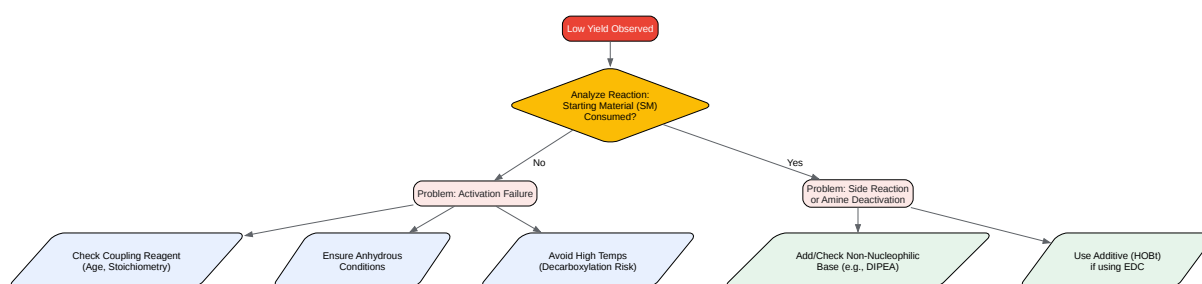 Low Yield Observed
Analyze Reaction:
Starting Material (SM)
Consumed?
No
Yes
Problem: Activation Failure
Problem: Side Reaction
or Amine Deactivation
Check Coupling Reagent
(Age, Stoichiometry)
Ensure Anhydrous
Conditions
Avoid High Temps
(Decarboxylation Risk)
Add/Check Non-Nucleophilic
Base (e.g., DIPEA)
Use Additive (HOBt)
if using EDC